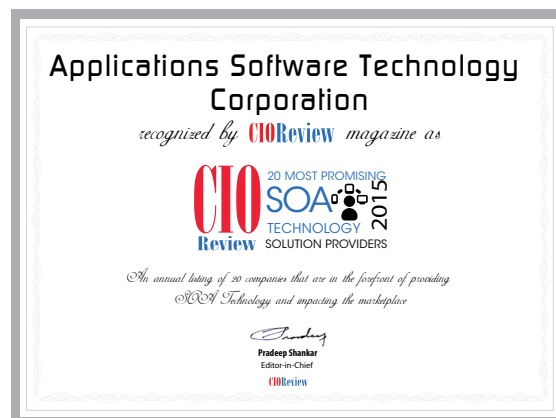 Applications Software Technology
Corporation
recognized by CIOReview magazine as
CIO
Review
20 MOST PROMISING
SOA
TECHNOLOGY
SOLUTION PROVIDERS
2015
An annual listing of 20 companies that are in the forefront of providing
SOA Technology and impacting the marketplace
Pradeep
Pradeep Shankar
Editor-in-Chief
CIOReview